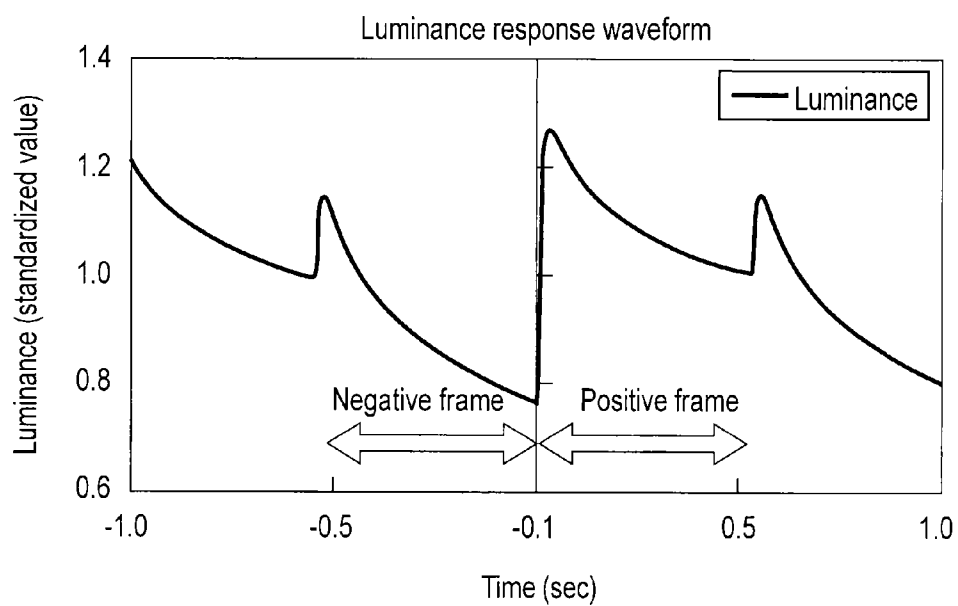 Luminance response waveform
Luminance (standardized value)
1.4
1.2
1.0
0.8
0.6
Luminance
Negative frame
Positive frame
-1.0 -0.5 -0.1 0.5 1.0
Time (sec)